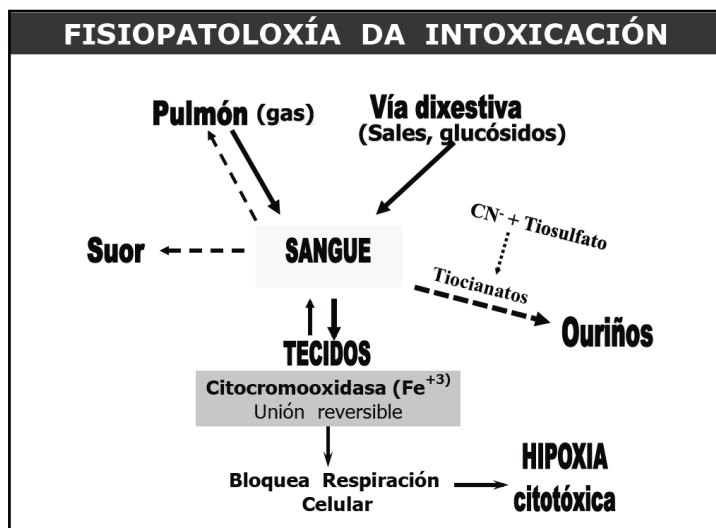 FISIOPATOLOXÍA DA INTOXICACIÓN
Pulmón (gas)
Vía dixestiva
(Sales, glucósidos)
CN⁻ + Tiosulfato
Suor
SANGUE
Tiocianatos
Ouriños
TECIDOS
Citocromooxidasa (Fe⁺³)
Unión reversible
Bloquea Respiración
Celular
HIPOXIA
citotóxica